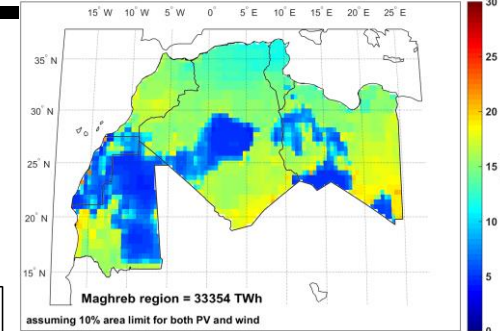 15° W 10° W 5° W 0° 5° E 10° E 15° E 20° E 25° E
35° N
30° N
25° N
20° N
15° N
30
25
20
15
10
5
0
Maghreb region = 33354 TWh
assuming 10% area limit for both PV and wind